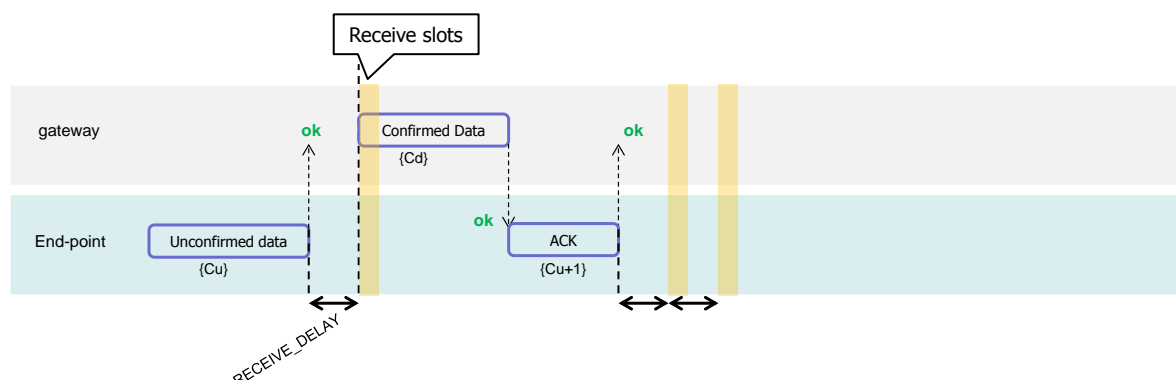 Receive slots
gateway
ok
Confirmed Data
ok
{Cd}
ok
End-point
Unconfirmed data
ACK
{Cu}
{Cu+1}
RECEIVE_DELAY